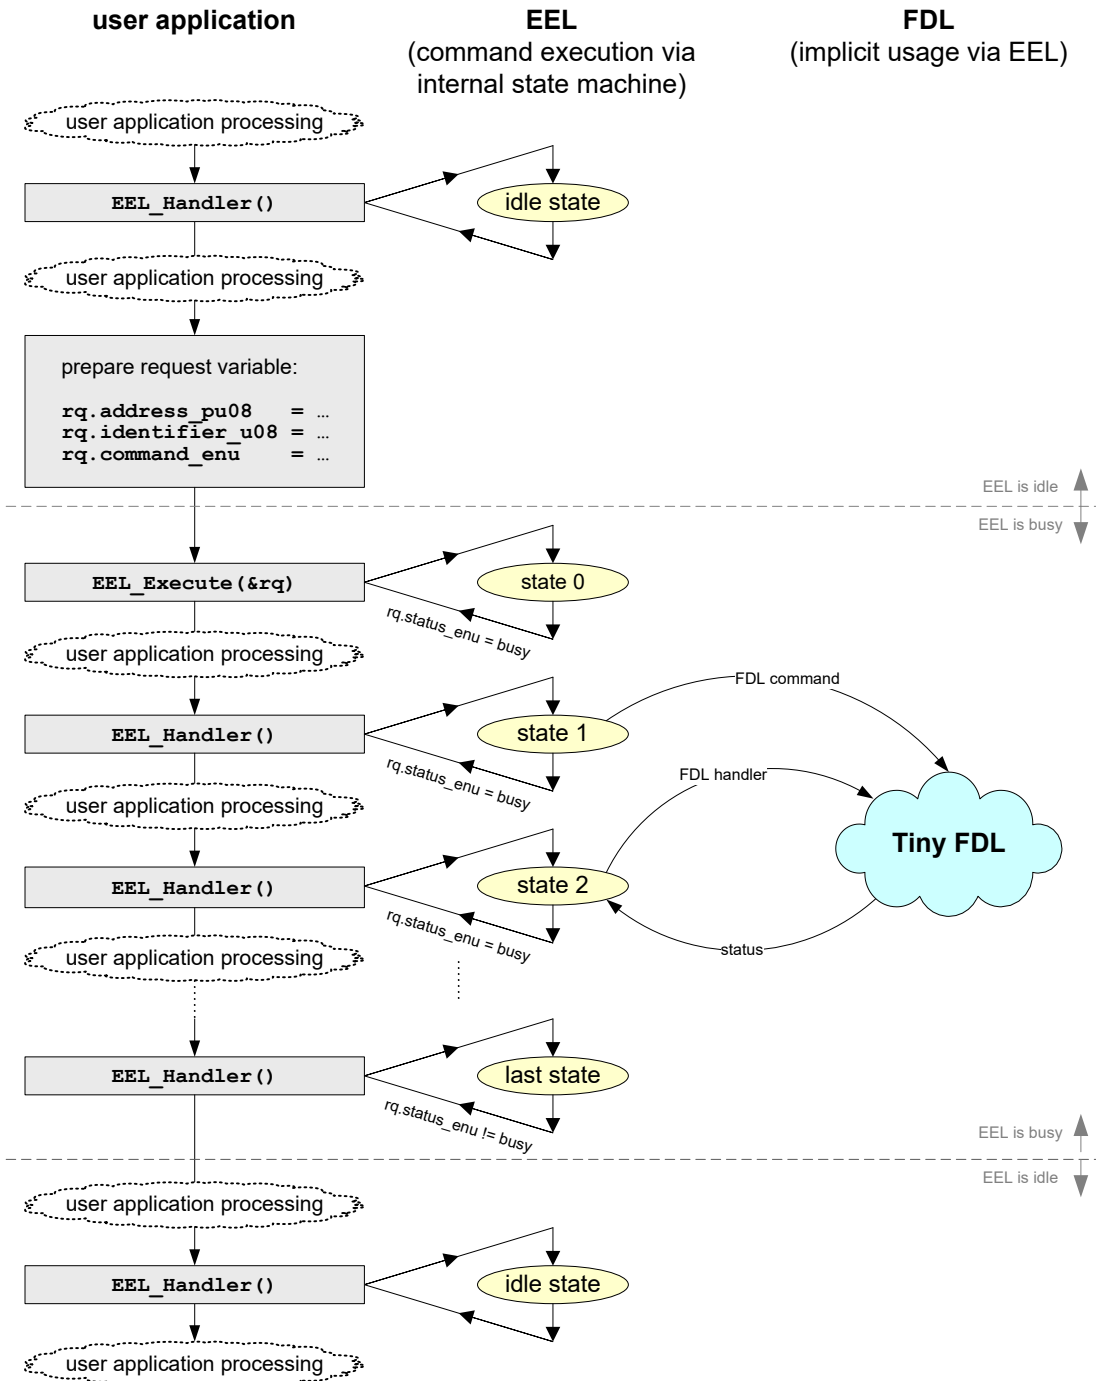 user application
EEL
(command execution via
internal state machine)
FDL
(implicit usage via EEL)
user application processing
EEL_Handler()
idle state
user application processing
prepare request variable:
rq.address_pu08 = …
rq.identifier_u08 = …
rq.command_enu = …
EEL is idle
EEL is busy
EEL_Execute(&rq)
state 0
rq.status_enu = busy
user application processing
FDL command
EEL_Handler()
state 1
rq.status_enu = busy
FDL handler
user application processing
Tiny FDL
EEL_Handler()
state 2
rq.status_enu = busy
user application processing
status
EEL_Handler()
last state
rq.status_enu != busy
EEL is busy
EEL is idle
user application processing
EEL_Handler()
idle state
user application processing